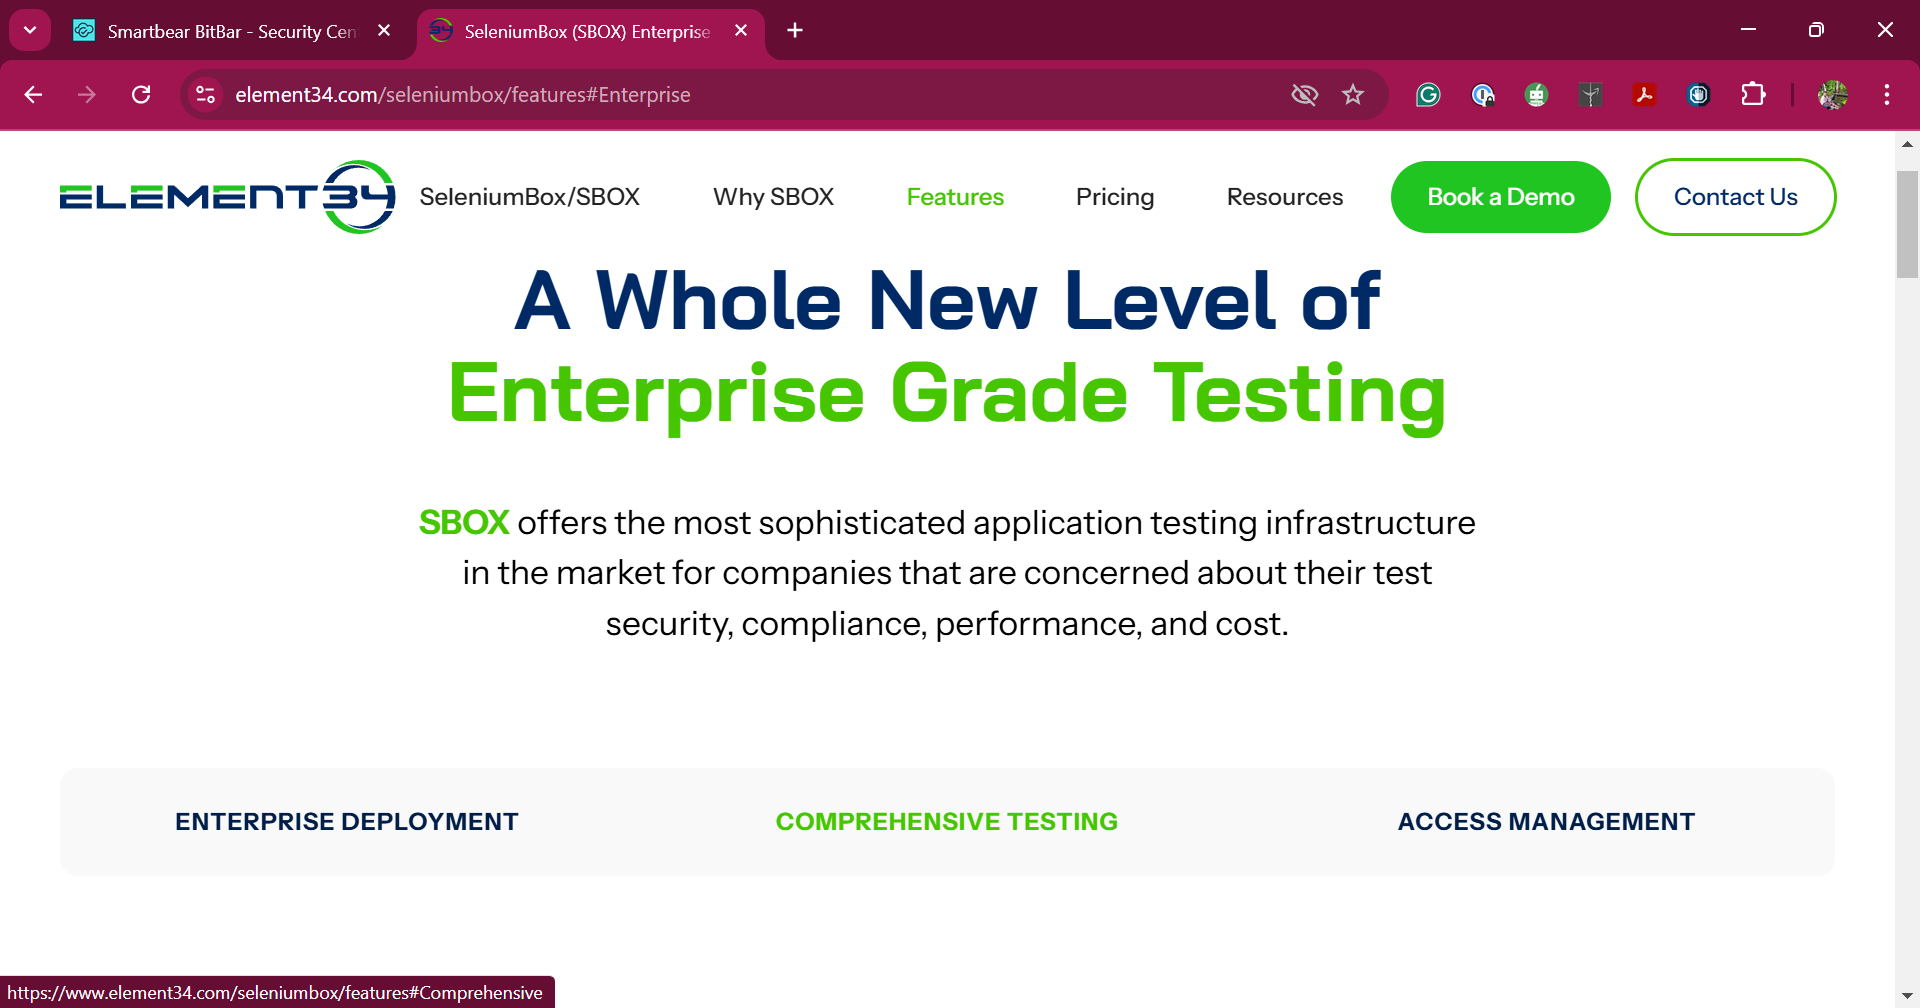 Smartbear BitBar - Security Cen
SeleniumBox (SBOX) Enterprise
element34.com/seleniumbox/features#Enterprise
ELEMENT34
SeleniumBox/SBOX
Why SBOX
Features
Pricing
Resources
Book a Demo
Contact Us
A Whole New Level of
Enterprise Grade Testing
SBOX offers the most sophisticated application testing infrastructure
in the market for companies that are concerned about their test
security, compliance, performance, and cost.
ENTERPRISE DEPLOYMENT
COMPREHENSIVE TESTING
ACCESS MANAGEMENT
https://www.element34.com/seleniumbox/features#Comprehensive